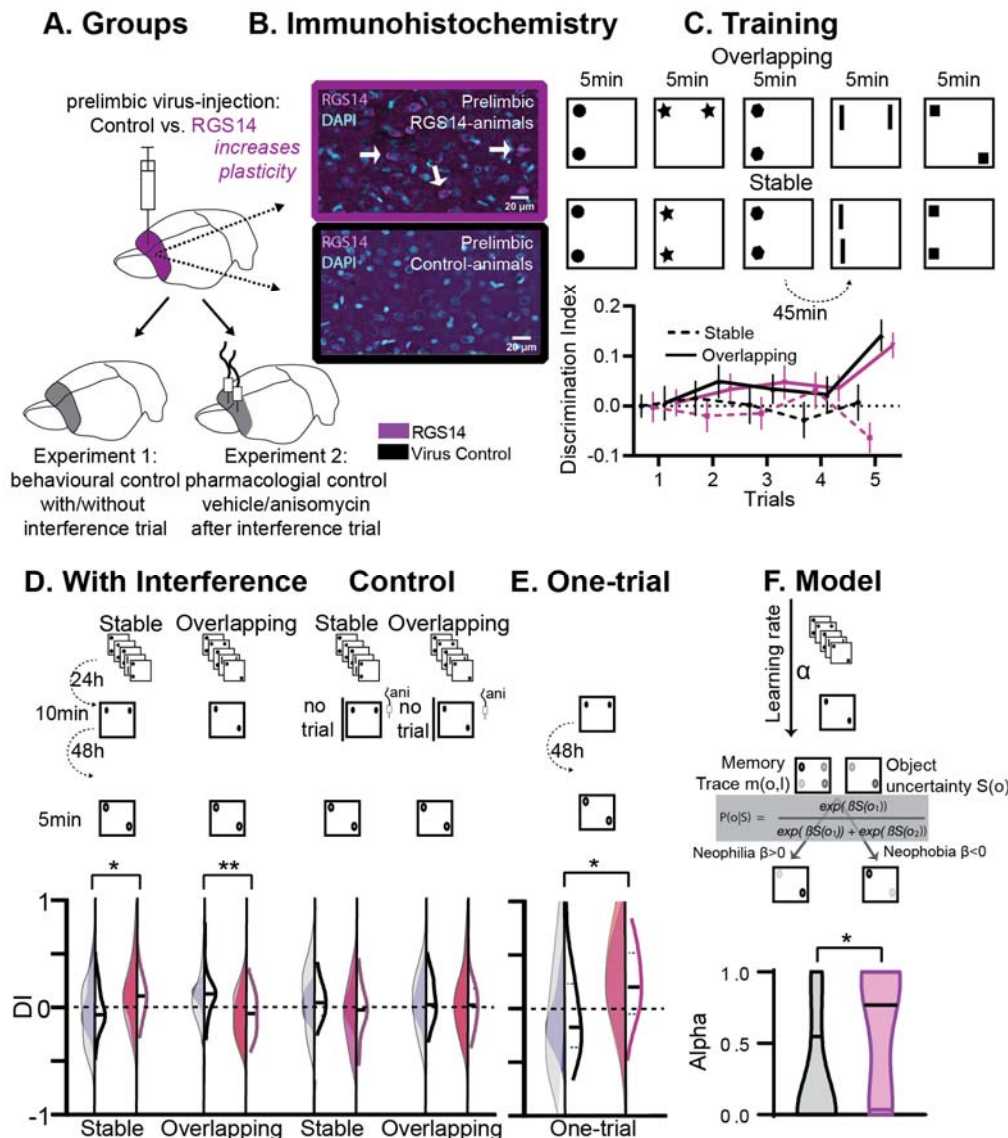 A. Groups
prelimbic virus-injection:
Control vs. RGS14
increases
plasticity
Experiment 1:
behavioural control
with/without
interference trial
Experiment 2:
pharmacologial control
vehicle/anisomycin
after interference trial
B. Immunohistochemistry
RGS14
DAPI
Prelimbic
RGS14-animals
20 µm
RGS14
DAPI
Prelimbic
Control-animals
20 µm
RGS14
Virus Control
C. Training
Overlapping
5min 5min 5min 5min 5min
Stable
45min
Discrimination Index
0.2
0.1
0.0
-0.1
Stable
Overlapping
1 2 3 4 5
Trials
D. With Interference Control
Stable Overlapping Stable Overlapping
24h
10min
no
trial
ani
no
trial
ani
48h
5min
* **
DI
1
0
-1
Stable Overlapping Stable Overlapping
E. One-trial
48h
*
One-trial
F. Model
Learning rate
α
Memory
Trace m(o,l)
Object
uncertainty S(o)
P(o|S) = exp( ßS(o₁)) / exp( ßS(o₁)) + exp( ßS(o₂))
Neophilia β>0
Neophobia β<0
*
Alpha
1.0
0.5
0.0